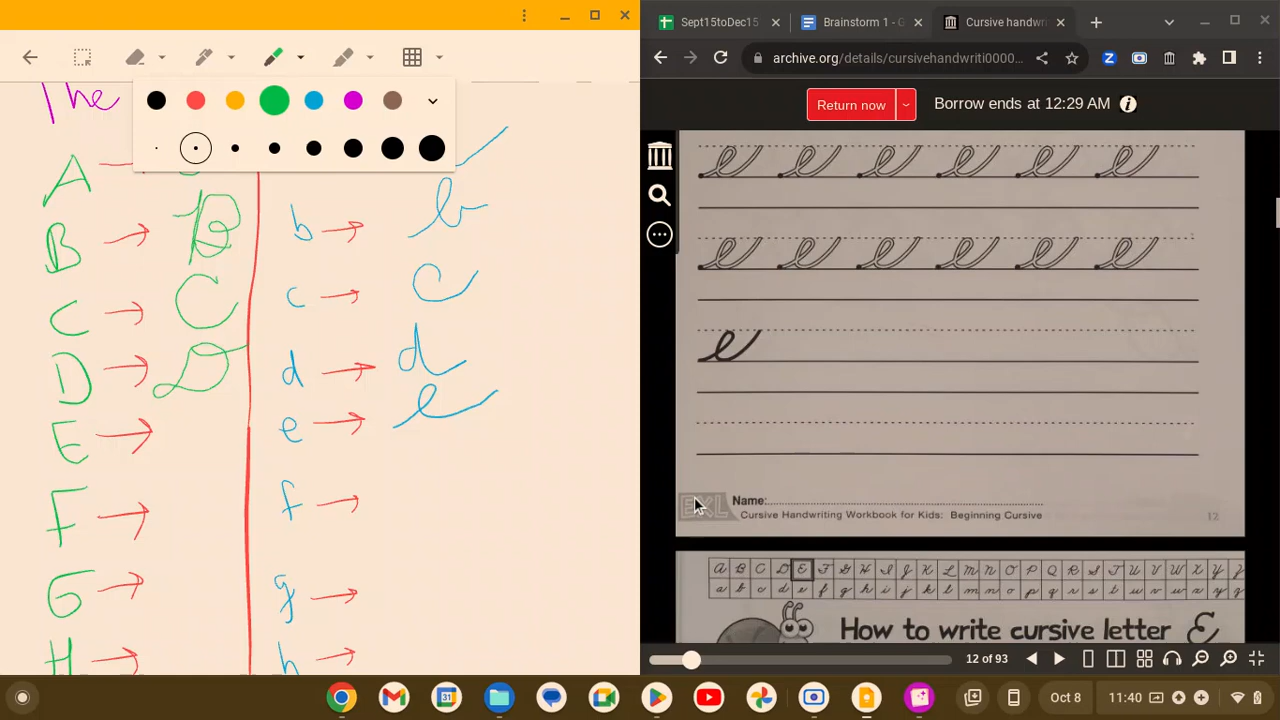 Sept15toDec15
Brainstorm 1 - G
Cursive handwri
archive.org/details/cursivehandwriti0000...
Return now
Borrow ends at 12:29 AM
The
A
B → B
C → C
D → D
E →
F →
G →
H →
b → b
c → c
d → d
e → e
f →
g →
h →
e e e e e e
e e e e e e
e
EXL
Name:
Cursive Handwriting Workbook for Kids: Beginning Cursive
12
A B C D E F G H I J K L M N O P Q R S T U V W X Y Z
a b c d e f g h i j k l m n o p q r s t u v w x y
How to write cursive letter E
12 of 93
31
Oct 8
11:40